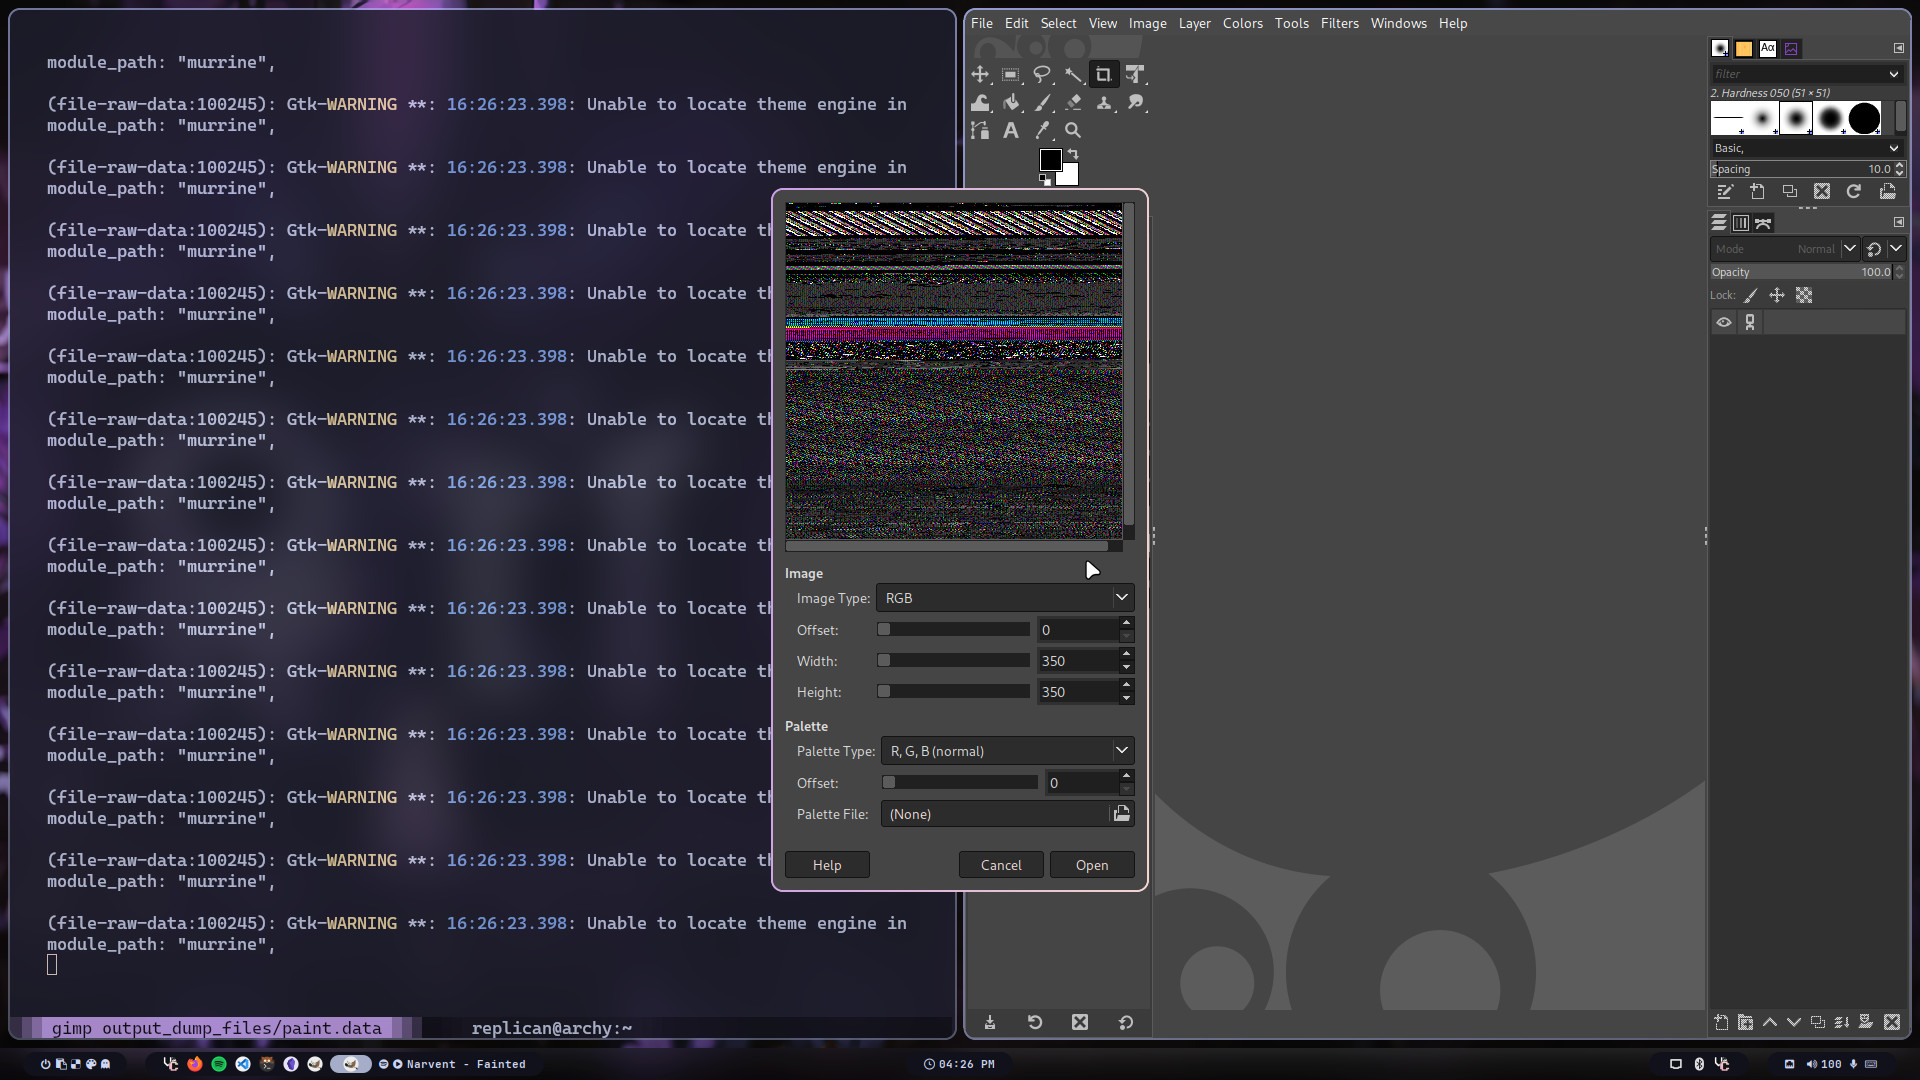 module_path: "murrine",
(file-raw-data:100245): Gtk-WARNING **: 16:26:23.398: Unable to locate theme engine in
module_path: "murrine",
(file-raw-data:100245): Gtk-WARNING **: 16:26:23.398: Unable to locate theme engine in
module_path: "murrine",
(file-raw-data:100245): Gtk-WARNING **: 16:26:23.398: Unable to locate th
module_path: "murrine",
(file-raw-data:100245): Gtk-WARNING **: 16:26:23.398: Unable to locate th
module_path: "murrine",
(file-raw-data:100245): Gtk-WARNING **: 16:26:23.398: Unable to locate th
module_path: "murrine",
(file-raw-data:100245): Gtk-WARNING **: 16:26:23.398: Unable to locate th
module_path: "murrine",
(file-raw-data:100245): Gtk-WARNING **: 16:26:23.398: Unable to locate th
module_path: "murrine",
(file-raw-data:100245): Gtk-WARNING **: 16:26:23.398: Unable to locate th
module_path: "murrine",
(file-raw-data:100245): Gtk-WARNING **: 16:26:23.398: Unable to locate th
module_path: "murrine",
(file-raw-data:100245): Gtk-WARNING **: 16:26:23.398: Unable to locate th
module_path: "murrine",
(file-raw-data:100245): Gtk-WARNING **: 16:26:23.398: Unable to locate th
module_path: "murrine",
(file-raw-data:100245): Gtk-WARNING **: 16:26:23.398: Unable to locate th
module_path: "murrine",
(file-raw-data:100245): Gtk-WARNING **: 16:26:23.398: Unable to locate th
module_path: "murrine",
(file-raw-data:100245): Gtk-WARNING **: 16:26:23.398: Unable to locate theme engine in
module_path: "murrine",
gimp output_dump_files/paint.data replican@archy:~
File Edit Select View Image Layer Colors Tools Filters Windows Help
A
Image
Image Type: RGB
Offset: 0
Width: 350
Height: 350
Palette
Palette Type: R, G, B (normal)
Offset: 0
Palette File: (None)
Help Cancel Open
Aα
filter
2. Hardness 050 (51 × 51)
Basic,
Spacing 10.0
Mode Normal
Opacity 100.0
Lock:
Narvent - Fainted
04:26 PM
100